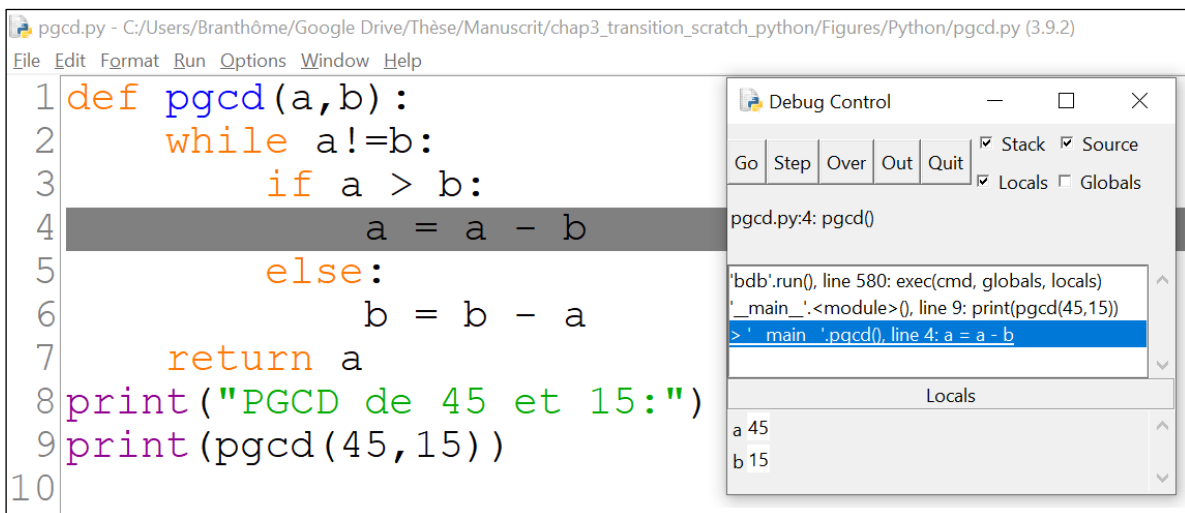 pgcd.py - C:/Users/Branthôme/Google Drive/Thèse/Manuscrit/chap3_transition_scratch_python/Figures/Python/pgcd.py (3.9.2)
File Edit Format Run Options Window Help
1 def pgcd(a,b):
2     while a!=b:
3         if a > b:
4             a = a - b
5         else:
6             b = b - a
7     return a
8 print("PGCD de 45 et 15:")
9 print(pgcd(45,15))
10
Debug Control
Go Step Over Out Quit Stack Source
Locals Globals
pgcd.py:4: pgcd()
'bdb'.run(), line 580: exec(cmd, globals, locals)
'__main__'.<module>(), line 9: print(pgcd(45,15))
> '__main__'.pgcd(), line 4: a = a - b
Locals
a 45
b 15